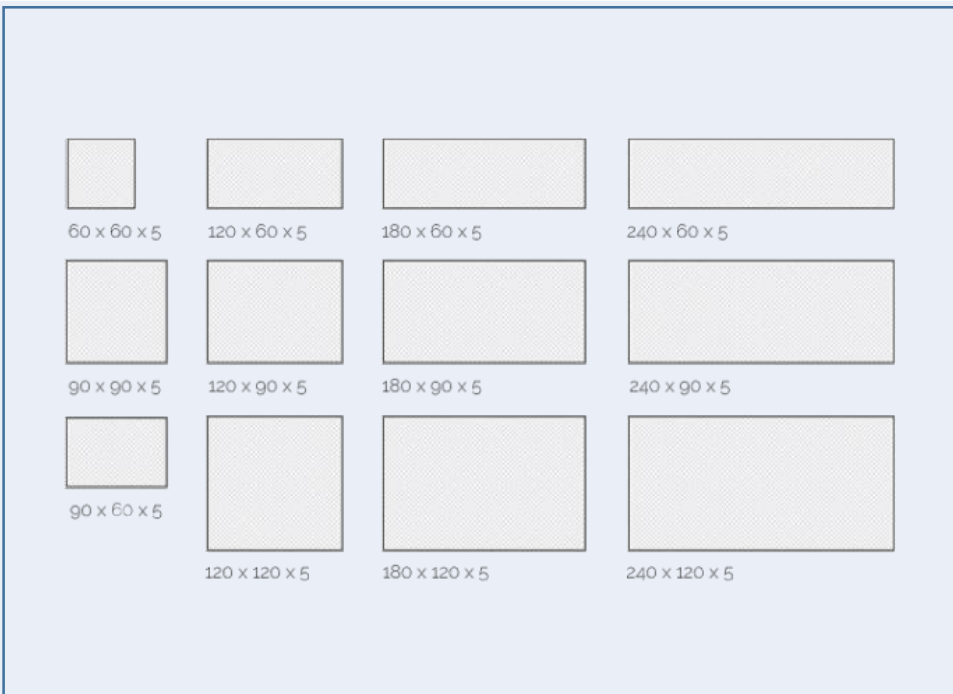 60 x 60 x 5
120 x 60 x 5
180 x 60 x 5
240 x 60 x 5
90 x 90 x 5
120 x 90 x 5
180 x 90 x 5
240 x 90 x 5
90 x 60 x 5
120 x 120 x 5
180 x 120 x 5
240 x 120 x 5